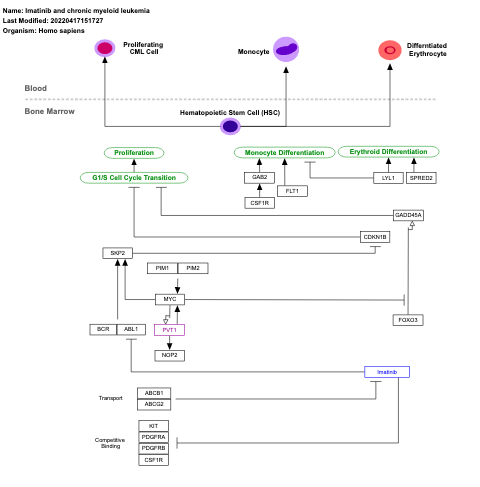 Name: Imatinib and chronic myeloid leukemia
Last Modified: 20220417151727
Organism: Homo sapiens
Proliferating
CML Cell
Monocyte
Differntiated
Erythrocyte
Blood
Bone Marrow
Hematopoietic Stem Cell (HSC)
Proliferation
Monocyte Differentiation
Erythroid Differentiation
G1/S Cell Cycle Transition
GAB2
LYL1
SPRED2
FLT1
CSF1R
GADD45A
CDKN1B
SKP2
PIM1
PIM2
MYC
FOXO3
BCR
ABL1
PVT1
NOP2
Imatinib
Transport
ABCB1
ABCG2
Competitive
Binding
KIT
PDGFRA
PDGFRB
CSF1R